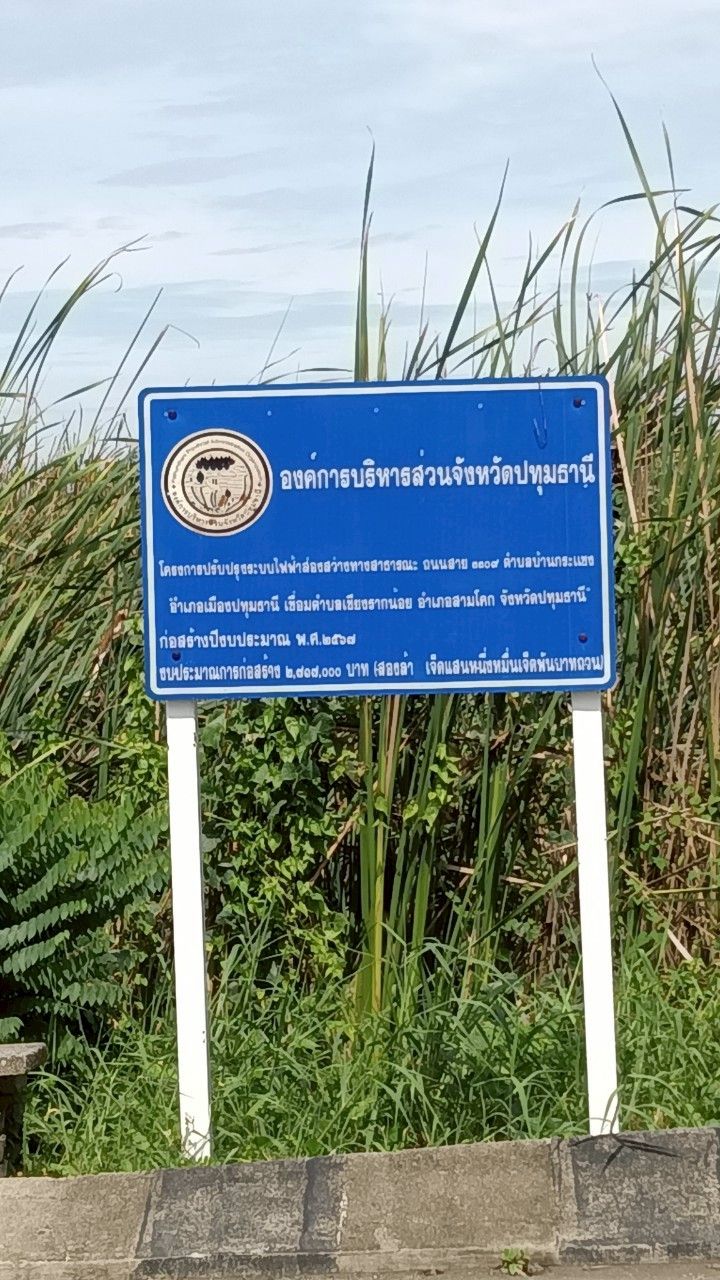 องค์การบริหารส่วนจังหวัดปทุมธานี
โครงการปรับปรุงระบบไฟฟ้าส่องสว่างทางสาธารณะ ถนนสาย ตำบลบ้านกระแชง
อำเภอเมืองปทุมธานี เชื่อมตำบลเชียงรากน้อย อำเภอสามโคก จังหวัดปทุมธานี
ก่อสร้างปีงบประมาณ พ.ศ.๒๕๖๗
งบประมาณการก่อสร้าง ๒,๗๑๗,๐๐๐ บาท (สองล้า เจ็ดแสนหนึ่งหมื่นเจ็ดพันบาทถ้วน)